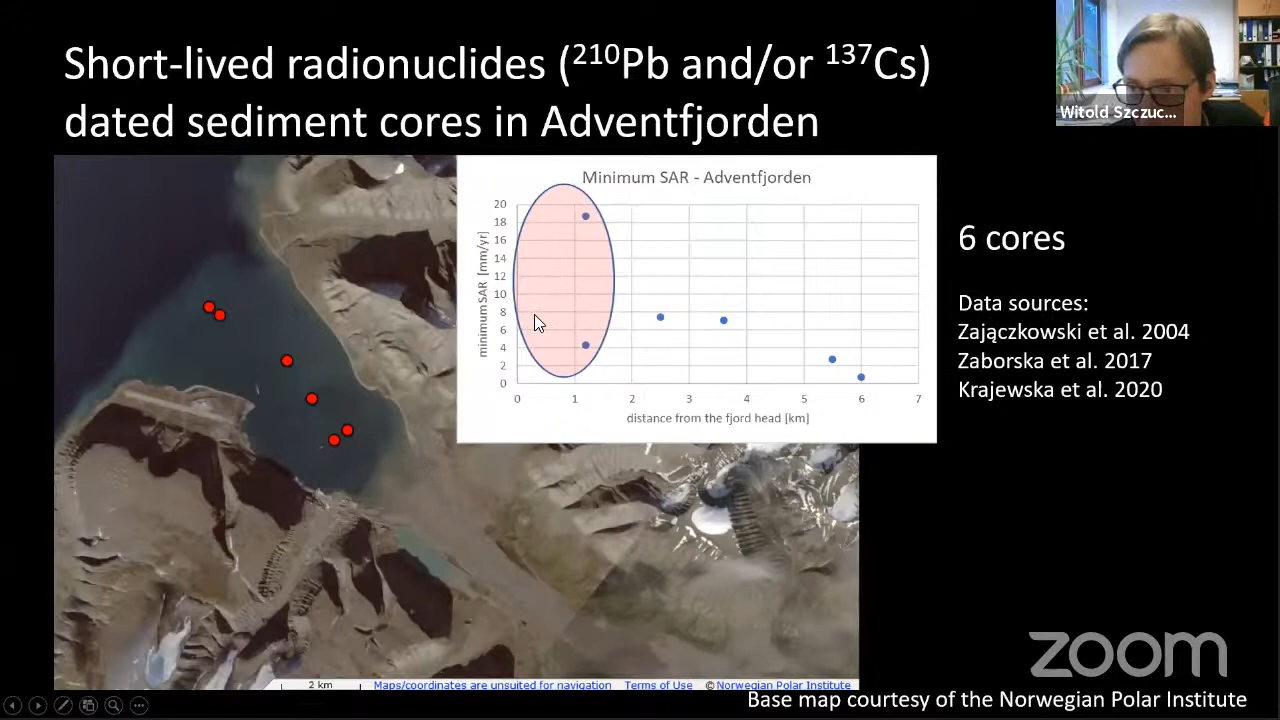 Short-lived radionuclides (²¹⁰Pb and/or ¹³⁷Cs)
dated sediment cores in Adventfjorden
Witold Szczuc...
Minimum SAR - Adventfjorden
minimum SAR [mm/yr]
20
18
16
14
12
10
8
6
4
2
0
0 1 2 3 4 5 6 7
distance from the fjord head [km]
6 cores
Data sources:
Zajączkowski et al. 2004
Zaborska et al. 2017
Krajewska et al. 2020
2 km
Maps/coordinates are unsuited for navigation Terms of Use © Norwegian Polar Institute
zoom
Base map courtesy of the Norwegian Polar Institute